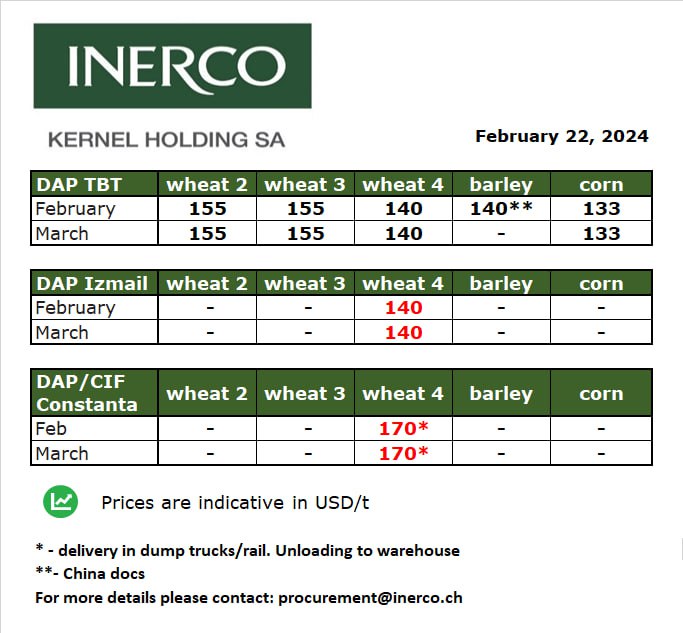 INERCO
KERNEL HOLDING SA
February 22, 2024
DAP TBT wheat 2 wheat 3 wheat 4 barley corn
February 155 155 140 140** 133
March 155 155 140 - 133
DAP Izmail wheat 2 wheat 3 wheat 4 barley corn
February - - 140 - -
March - - 140 - -
DAP/CIF
Constanta wheat 2 wheat 3 wheat 4 barley corn
Feb - - 170* - -
March - - 170* - -
Prices are indicative in USD/t
* - delivery in dump trucks/rail. Unloading to warehouse
**- China docs
For more details please contact: procurement@inerco.ch